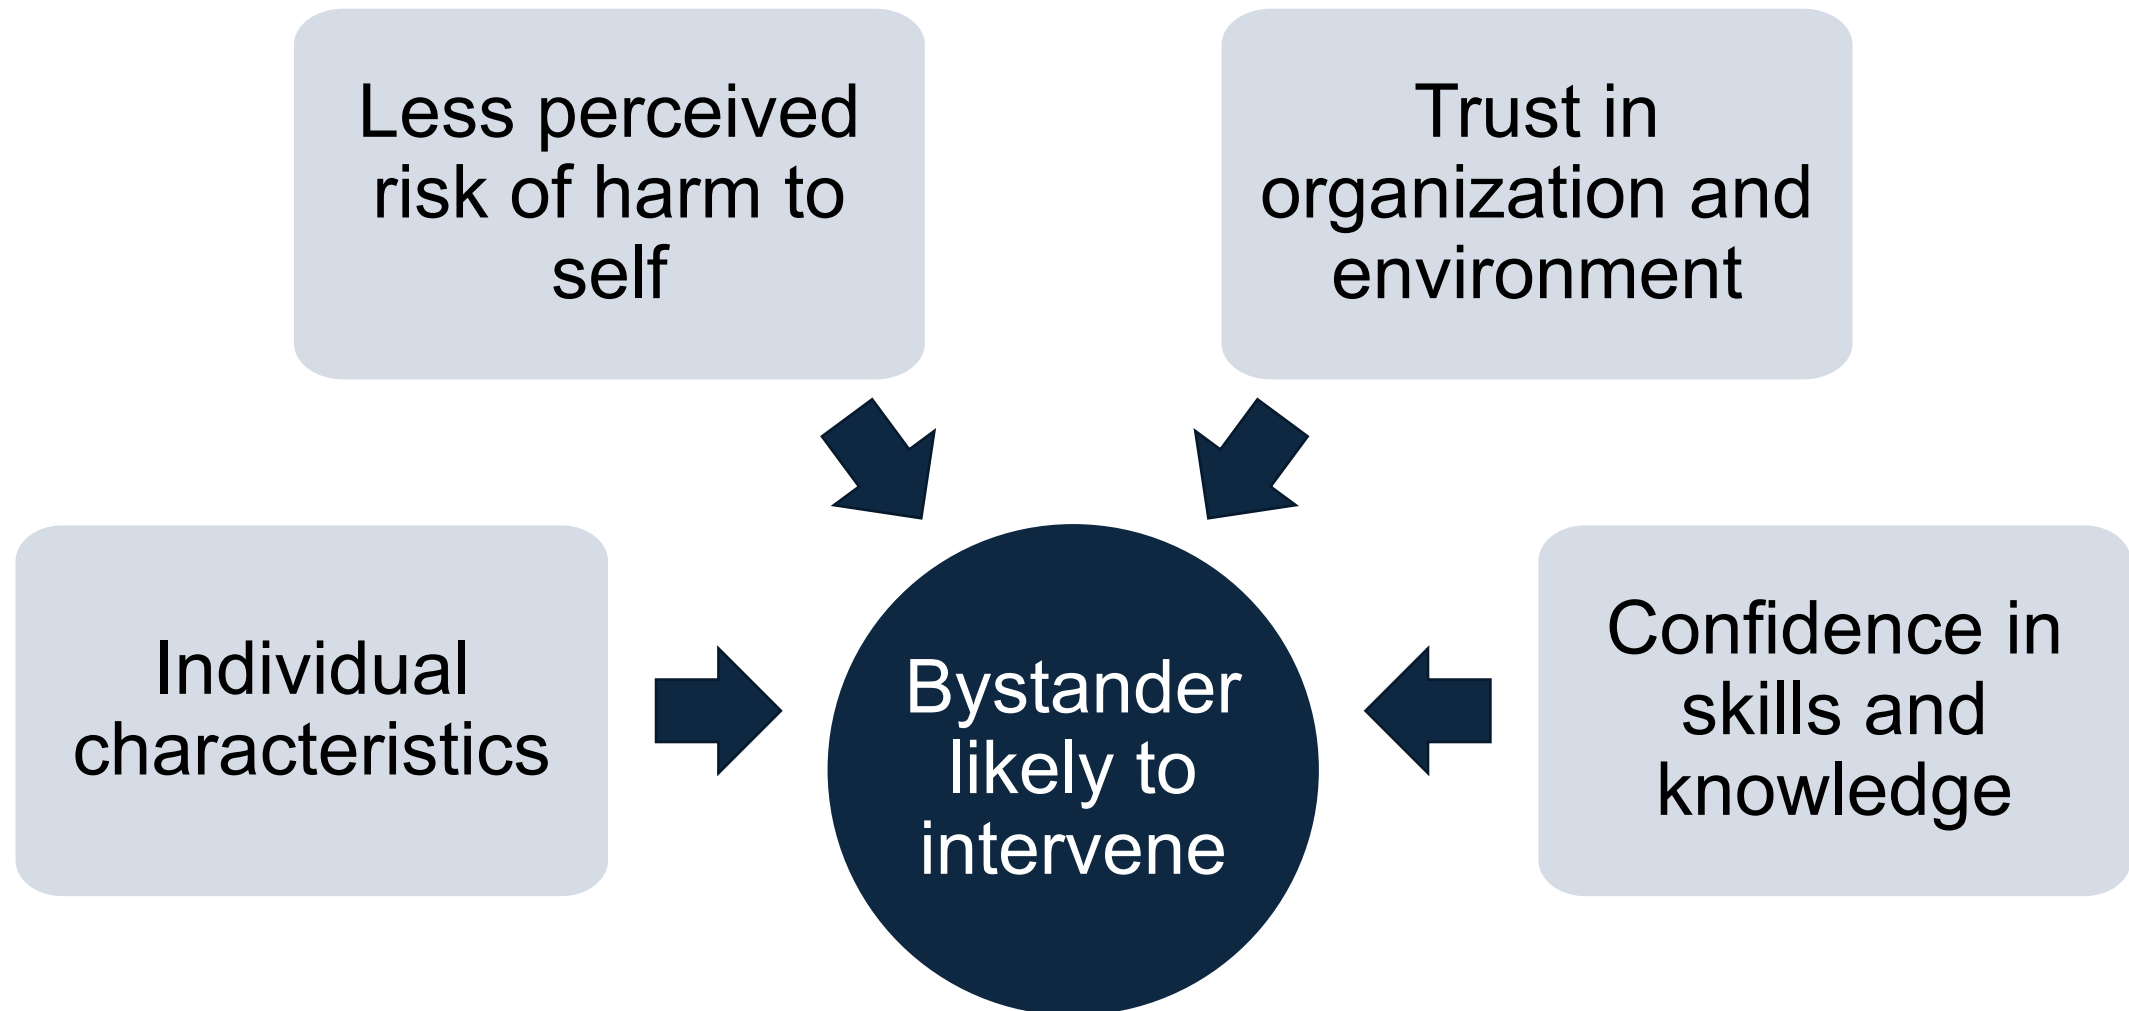 Less perceived
risk of harm to
self
Trust in
organization and
environment
Individual
characteristics
Bystander
likely to
intervene
Confidence in
skills and
knowledge